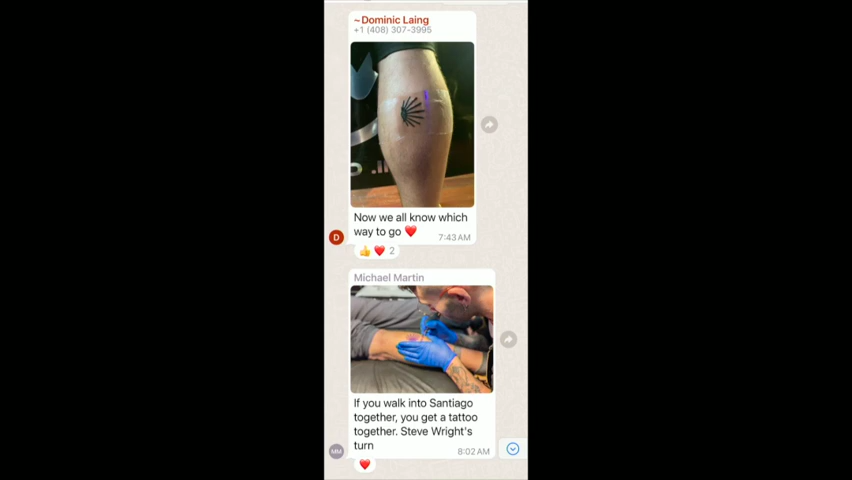 ~Dominic Laing
+1 (408) 307-3995
Now we all know which
way to go ❤️
7:43 AM
D
👍 ❤️ 2
Michael Martin
If you walk into Santiago
together, you get a tattoo
together. Steve Wright's
turn
8:02 AM
MM
❤️